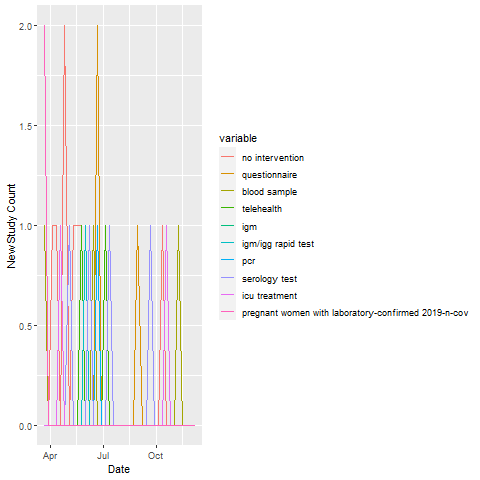 2.0
1.5
1.0
0.5
0.0
NewStudy Count
Apr
Jul
Oct
Date
variable
no intervention
questionnaire
blood sample
telehealth
igm
igm/igg rapid test
pcr
serology test
icu treatment
pregnant women with laboratory-confirmed 2019-n-cov